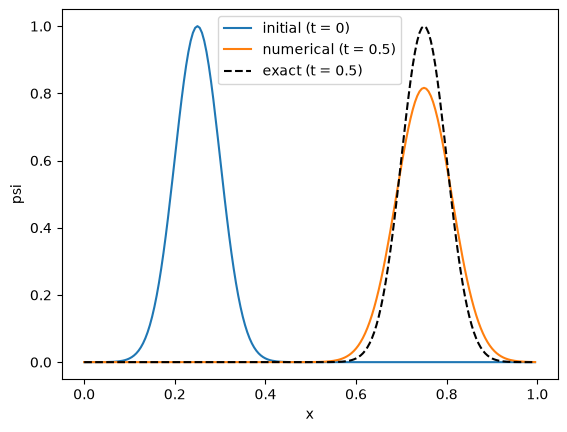 initial (t = 0)
numerical (t = 0.5)
exact (t = 0.5)
psi
1.0
0.8
0.6
0.4
0.2
0.0
0.0 0.2 0.4 0.6 0.8 1.0
x